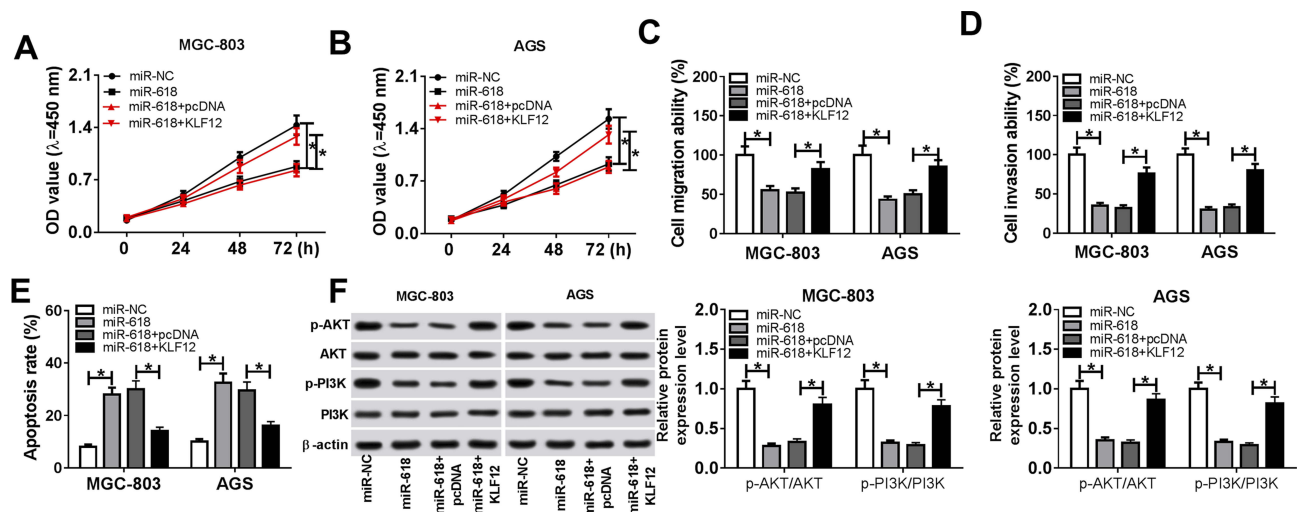 A
MGC-803
OD value (λ=450 nm)
2.1
1.4
0.7
0.0
0
24
48
72 (h)
miR-NC
miR-618
miR-618+pcDNA
miR-618+KLF12
*
*
B
AGS
OD value (λ=450 nm)
2.1
1.4
0.7
0.0
0
24
48
72 (h)
miR-NC
miR-618
miR-618+pcDNA
miR-618+KLF12
*
*
C
Cell migration ability (%)
200
150
100
50
0
miR-NC
miR-618
miR-618+pcDNA
miR-618+KLF12
*
*
*
*
MGC-803
AGS
D
Cell invasion ability (%)
200
150
100
50
0
miR-NC
miR-618
miR-618+pcDNA
miR-618+KLF12
*
*
*
*
MGC-803
AGS
E
Apoptosis rate (%)
60
40
20
0
miR-NC
miR-618
miR-618+pcDNA
miR-618+KLF12
*
*
*
*
MGC-803
AGS
F
MGC-803
AGS
p-AKT
AKT
p-PI3K
PI3K
β-actin
miR-NC
miR-618
miR-618+
pcDNA
miR-618+
KLF12
miR-NC
miR-618
miR-618+
pcDNA
miR-618+
KLF12
MGC-803
Relative protein
expression level
2.0
1.5
1.0
0.5
0.0
miR-NC
miR-618
miR-618+pcDNA
miR-618+KLF12
*
*
*
*
p-AKT/AKT
p-PI3K/PI3K
AGS
Relative protein
expression level
2.0
1.5
1.0
0.5
0.0
miR-NC
miR-618
miR-618+pcDNA
miR-618+KLF12
*
*
*
*
p-AKT/AKT
p-PI3K/PI3K